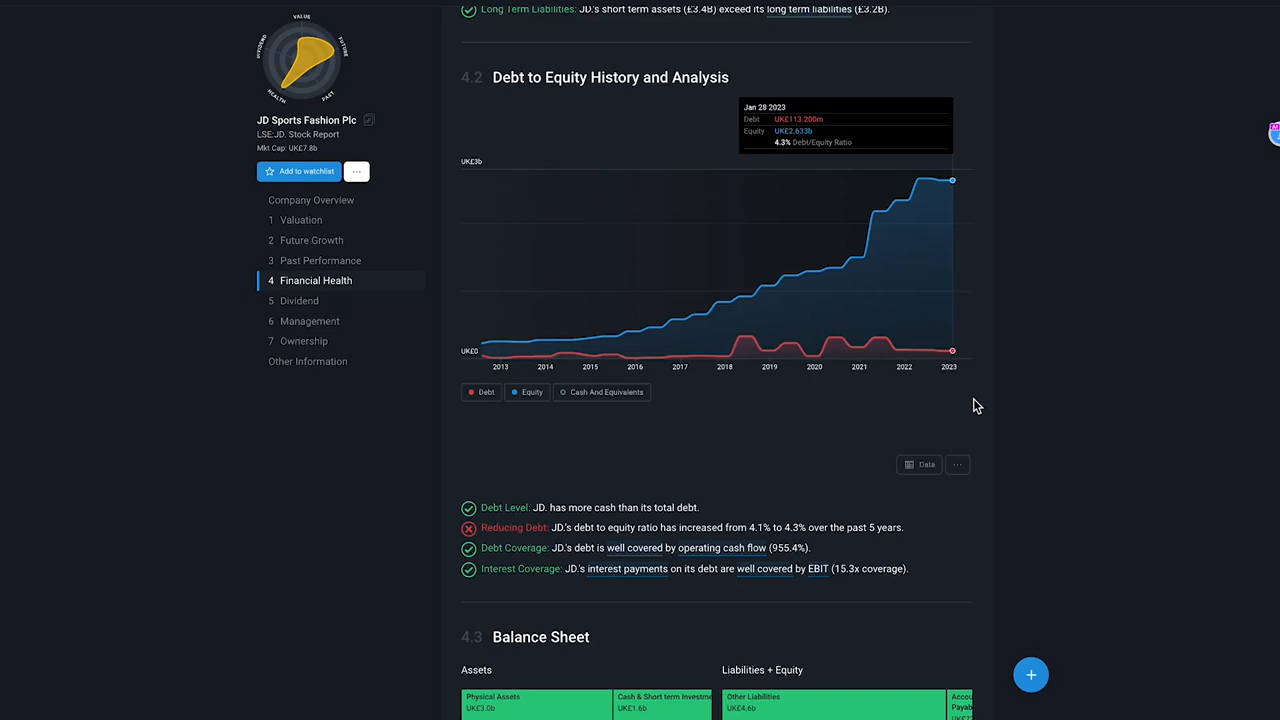 VALUE
FUTURE
PAST
HEALTH
DIVIDEND
JD Sports Fashion Plc
LSE:JD. Stock Report
Mkt Cap: UK£7.8b
Add to watchlist
...
Company Overview
1 Valuation
2 Future Growth
3 Past Performance
4 Financial Health
5 Dividend
6 Management
7 Ownership
Other Information
Long Term Liabilities: JD.'s short term assets (£3.4B) exceed its long term liabilities (£3.2B).
4.2 Debt to Equity History and Analysis
Jan 28 2023
Debt UK£113.200m
Equity UK£2.633b
4.3% Debt/Equity Ratio
UK£3b
UK£0
2013 2014 2015 2016 2017 2018 2019 2020 2021 2022 2023
Debt Equity Cash And Equivalents
Data ...
Debt Level: JD. has more cash than its total debt.
Reducing Debt: JD.'s debt to equity ratio has increased from 4.1% to 4.3% over the past 5 years.
Debt Coverage: JD.'s debt is well covered by operating cash flow (955.4%).
Interest Coverage: JD.'s interest payments on its debt are well covered by EBIT (15.3x coverage).
4.3 Balance Sheet
Assets Liabilities + Equity
Physical Assets
UK£3.0b
Cash & Short term Investme
UK£1.6b
Other Liabilities
UK£4.6b
Accou
Payab
+